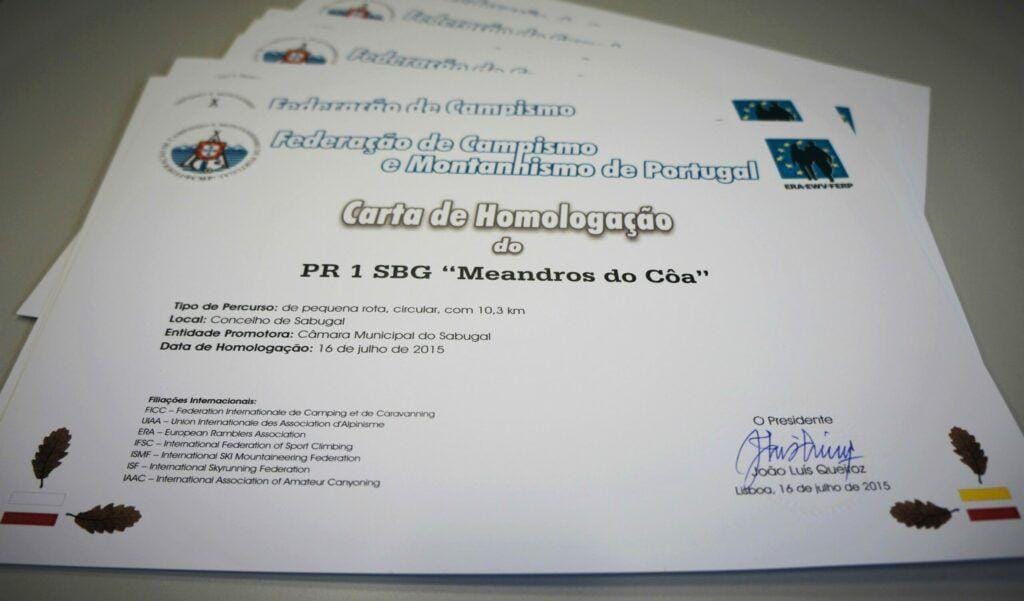 Federação de C
Federação de Campismo
Federação de Campismo
e Montanhismo de Portugal
ERA-EWV-FERP
Carta de Homologação
do
PR 1 SBG “Meandros do Côa”
Tipo de Percurso: de pequena rota, circular, com 10,3 km
Local: Concelho de Sabugal
Entidade Promotora: Câmara Municipal do Sabugal
Data de Homologação: 16 de julho de 2015
Filiações Internacionais:
FICC – Federation Internationale de Camping et de Caravanning
UIAA – Union Internationale des Association d'Alpinisme
ERA – European Ramblers Association
IFSC – International Federation of Sport Climbing
ISMF – International SKI Mountaineering Federation
ISF – International Skyrunning Federation
IAAC – International Association of Amateur Canyoning
O Presidente
João Luís Queiroz
Lisboa, 16 de julho de 2015